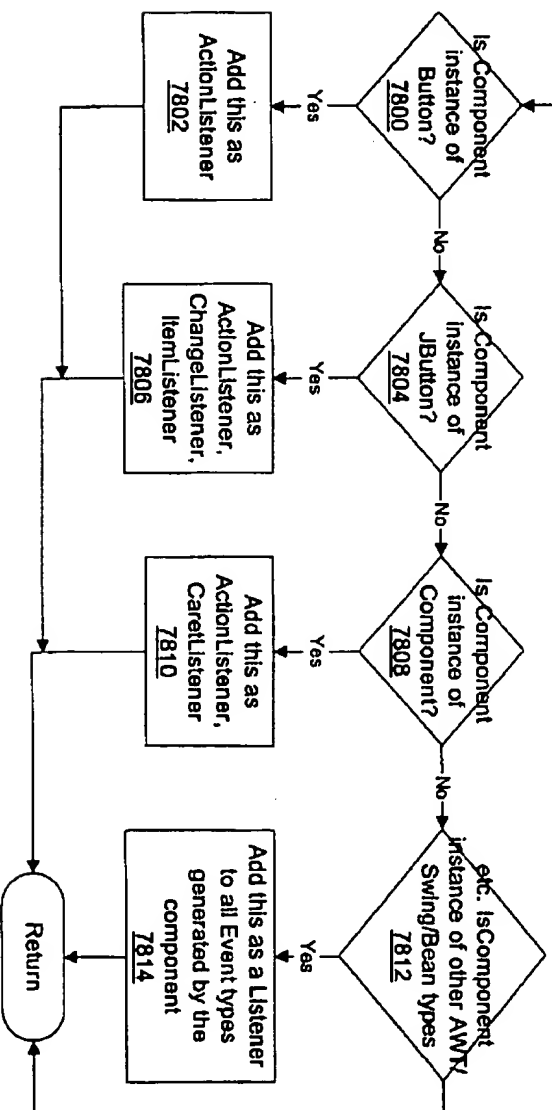 Is Component
instance of
Button?
7800
Yes
Add this as
ActionListener
7802
No
Is Component
instance of
JButton?
7804
Yes
Add this as
ActionListener,
ChangeListener,
ItemListener
7806
No
Is Component
instance of
Component?
7808
Yes
Add this as
ActionListener,
CaretListener
7810
No
etc. IsComponent
instance of other AWT/
Swing/Bean types
7812
Yes
Add this as a Listener
to all Event types
generated by the
component
7814
Return